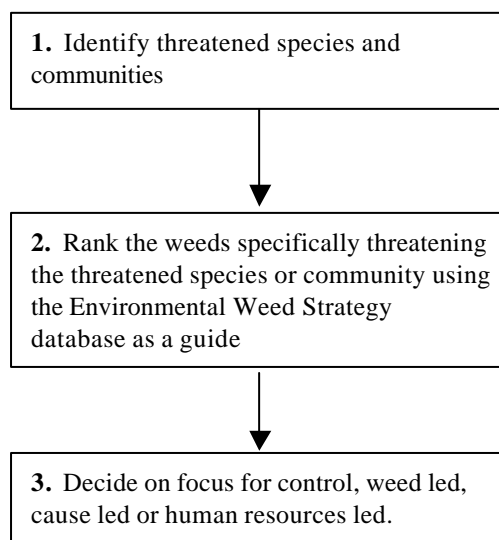 1. Identify threatened species and
communities
2. Rank the weeds specifically threatening
the threatened species or community using
the Environmental Weed Strategy
database as a guide
3. Decide on focus for control, weed led,
cause led or human resources led.